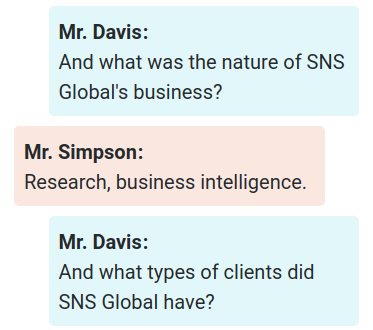 Mr. Davis:
And what was the nature of SNS
Global's business?
Mr. Simpson:
Research, business intelligence.
Mr. Davis:
And what types of clients did
SNS Global have?